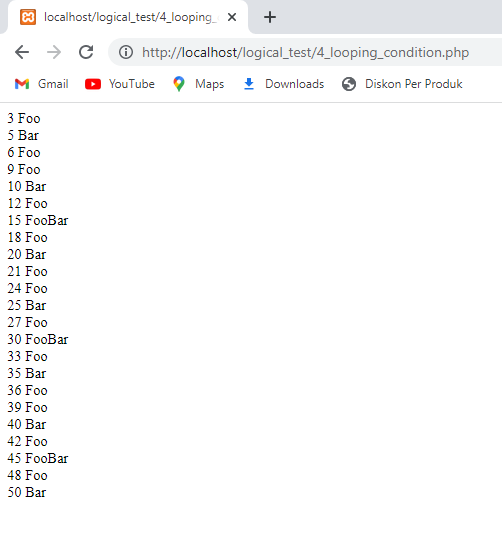 localhost/logical_test/4_looping_
http://localhost/logical_test/4_looping_condition.php
Gmail YouTube Maps Downloads Diskon Per Produk
3 Foo
5 Bar
6 Foo
9 Foo
10 Bar
12 Foo
15 FooBar
18 Foo
20 Bar
21 Foo
24 Foo
25 Bar
27 Foo
30 FooBar
33 Foo
35 Bar
36 Foo
39 Foo
40 Bar
42 Foo
45 FooBar
48 Foo
50 Bar